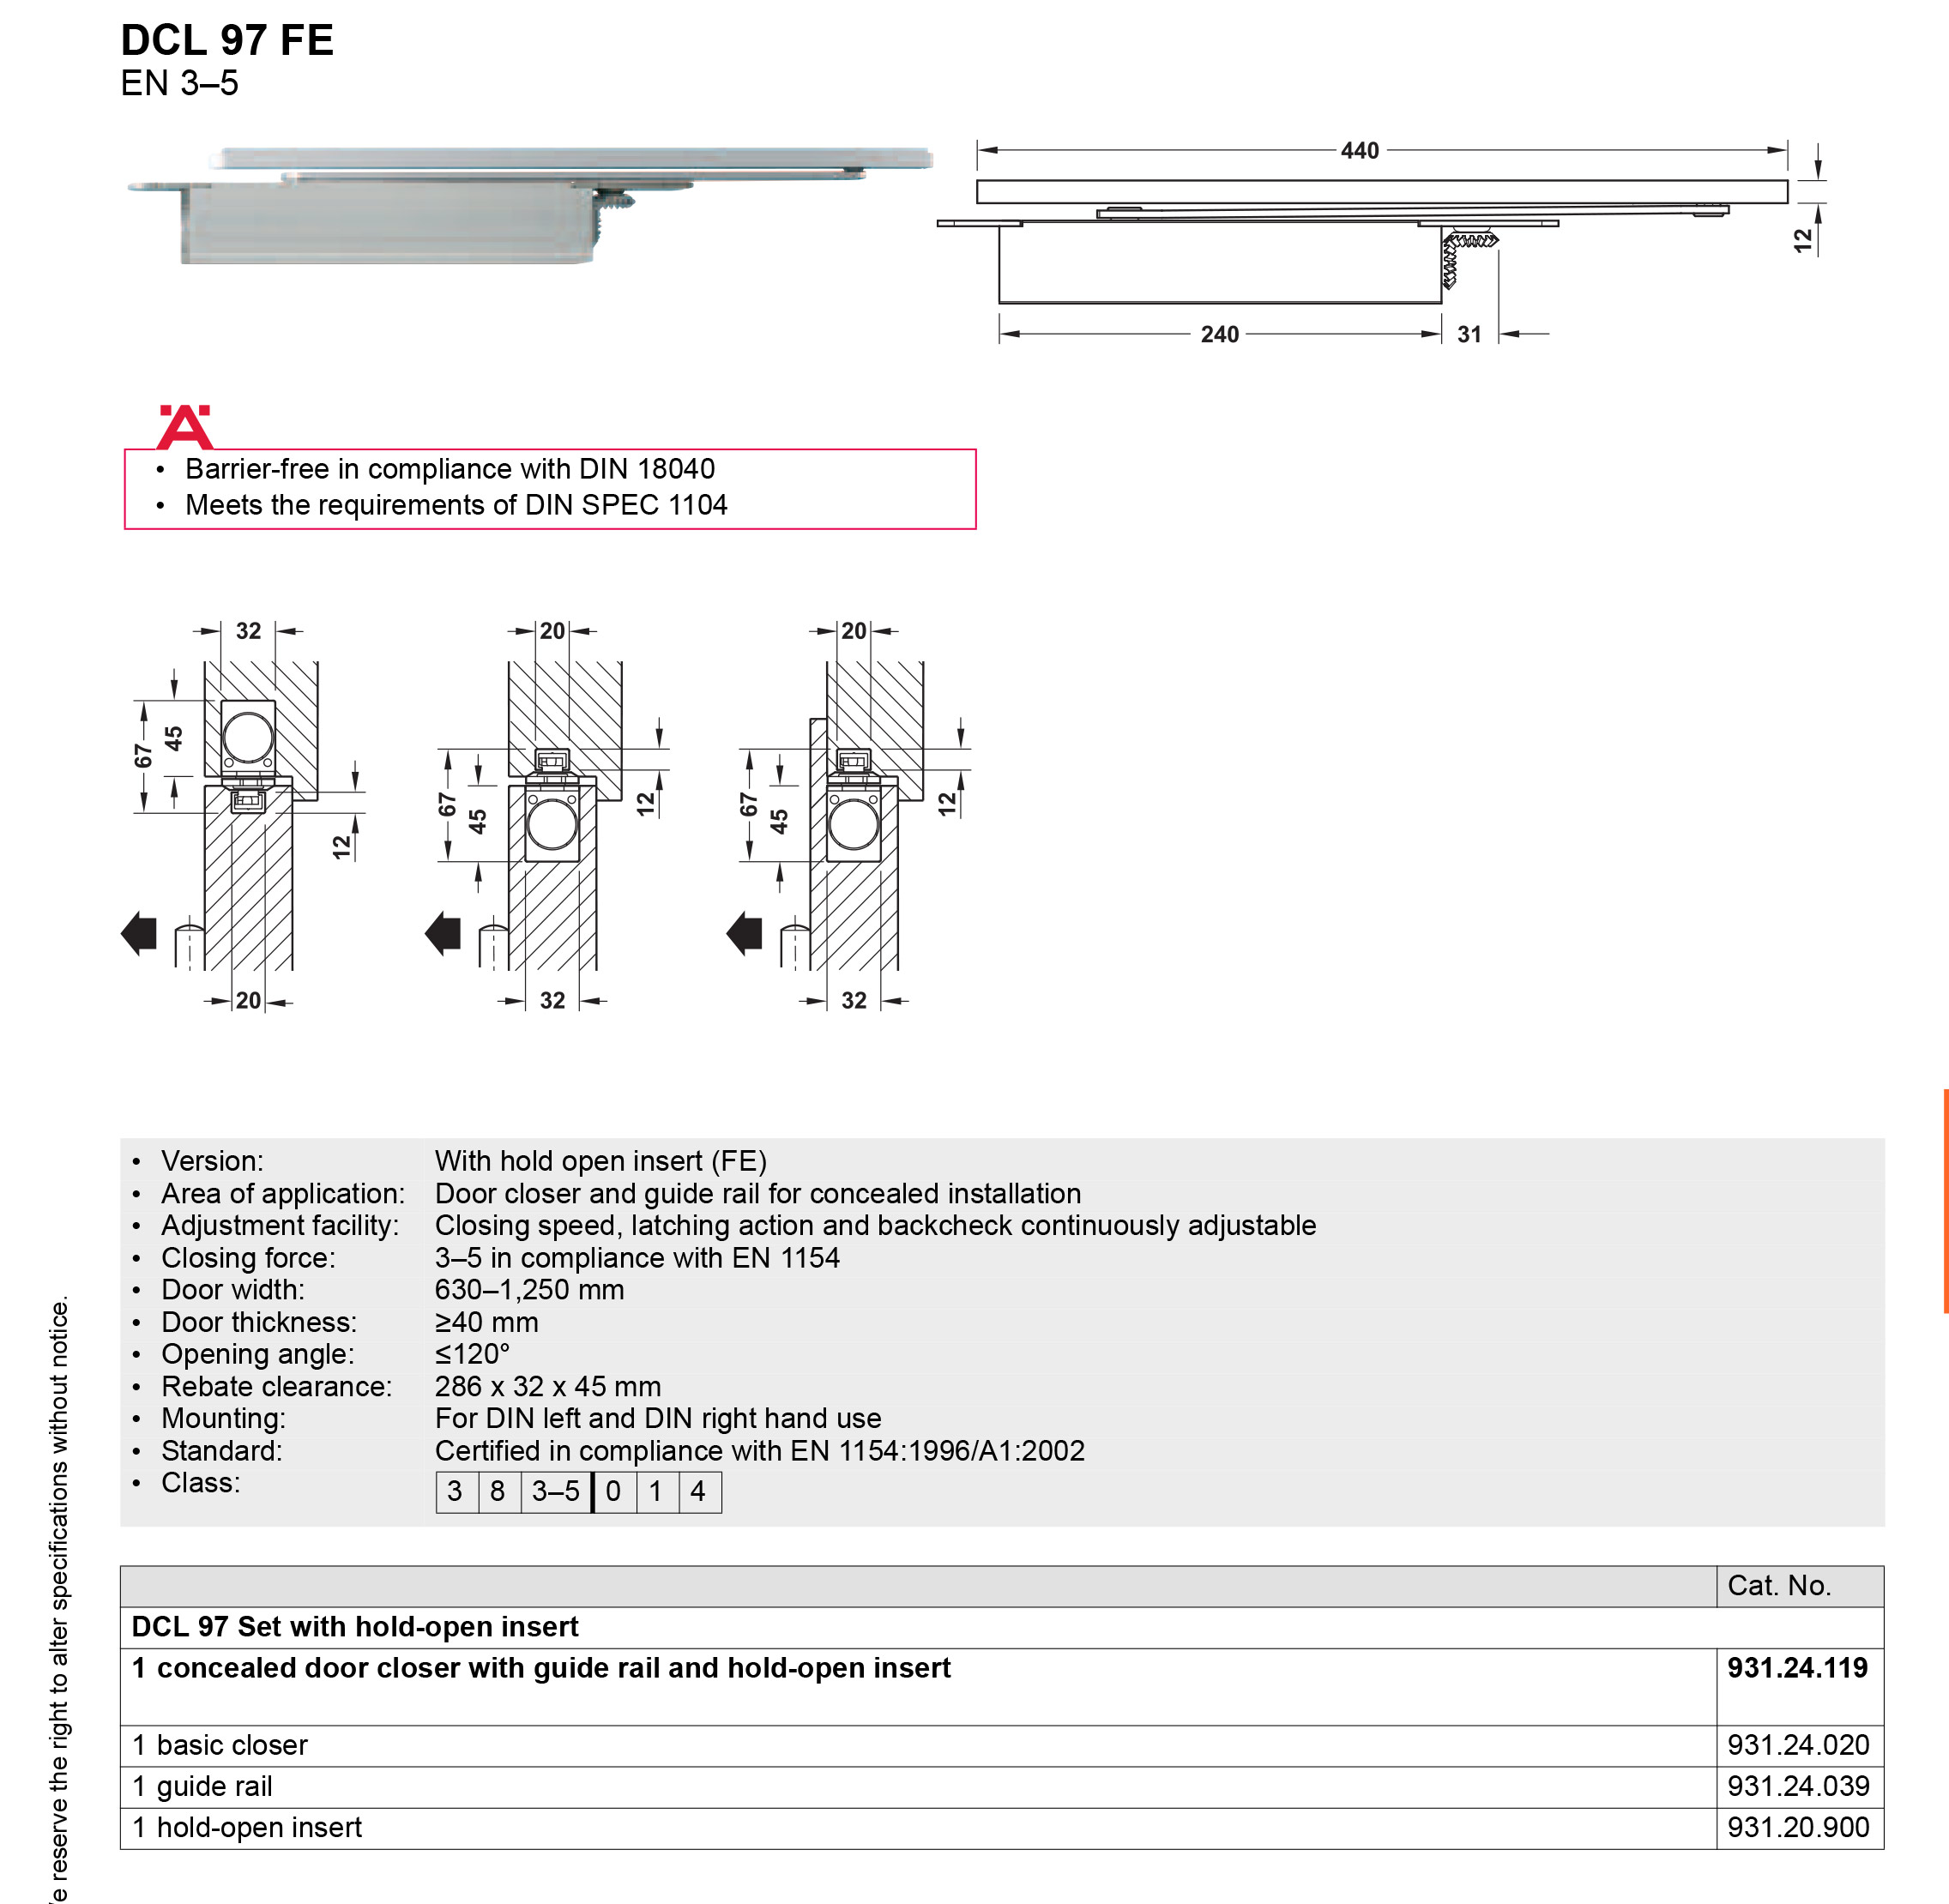 DCL 97 FE
EN 3–5
440
12
240
31
• Barrier-free in compliance with DIN 18040
• Meets the requirements of DIN SPEC 1104
32
67
45
12
20
20
67
45
12
32
20
67
45
12
32
• Version: With hold open insert (FE)
• Area of application: Door closer and guide rail for concealed installation
• Adjustment facility: Closing speed, latching action and backcheck continuously adjustable
• Closing force: 3–5 in compliance with EN 1154
• Door width: 630–1,250 mm
• Door thickness: ≥40 mm
• Opening angle: ≤120°
• Rebate clearance: 286 x 32 x 45 mm
• Mounting: For DIN left and DIN right hand use
• Standard: Certified in compliance with EN 1154:1996/A1:2002
• Class: 3 8 3–5 0 1 4
Cat. No.
DCL 97 Set with hold-open insert
1 concealed door closer with guide rail and hold-open insert 931.24.119
1 basic closer 931.24.020
1 guide rail 931.24.039
1 hold-open insert 931.20.900
reserve the right to alter specifications without notice.